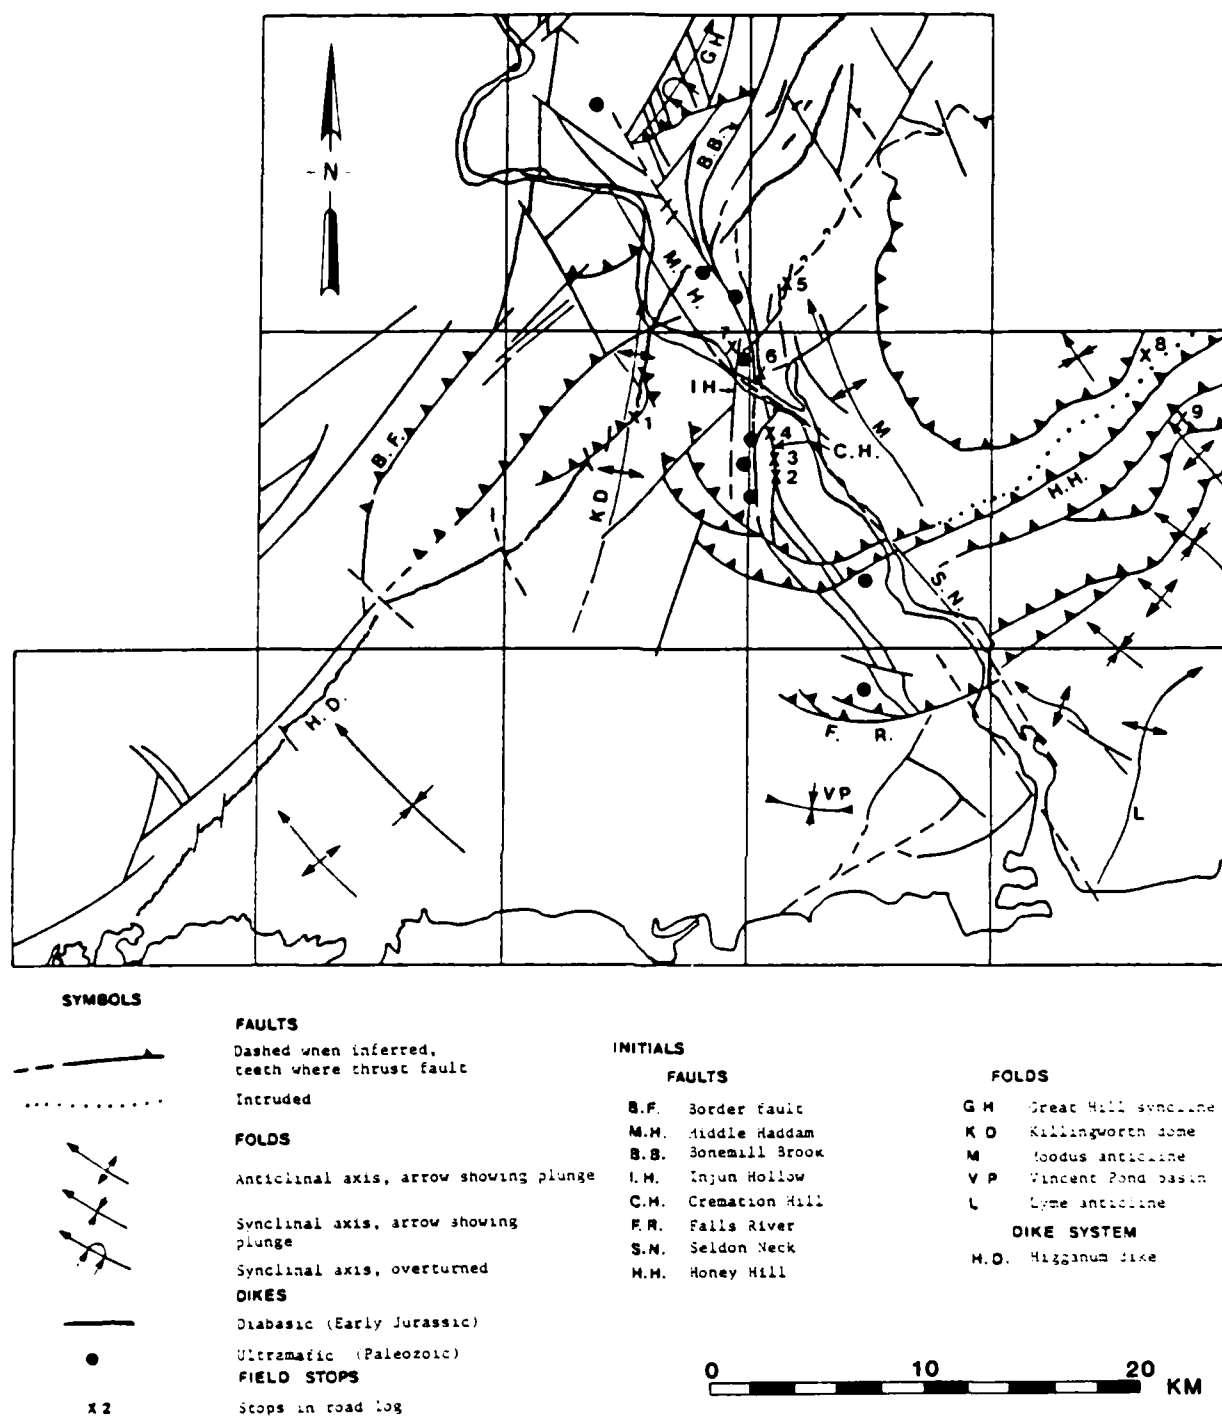 G H
B.B.
N
M.
H.
5
7
6
8
I H
9
1
4
C.H.
M
3
2
B.F.
K D
H.H.
S.N.
H.D.
F. R.
V P
L
SYMBOLS
FAULTS
Dashed when inferred,
teeth where thrust fault
Intruded
FOLDS
Anticlinal axis, arrow showing plunge
Synclinal axis, arrow showing
plunge
Synclinal axis, overturned
DIKES
Diabasic (Early Jurassic)
Ultramafic (Paleozoic)
FIELD STOPS
X 2 Stops in road log
INITIALS
FAULTS
B.F. Border fault
M.H. Middle Haddam
B.B. Bonemill Brook
I.H. Injun Hollow
C.H. Cremation Hill
F.R. Falls River
S.N. Seldon Neck
H.H. Honey Hill
FOLDS
G H Great Hill syncline
K D Killingworth dome
M Moodus anticline
V P Vincent Pond basin
L Lyme anticline
DIKE SYSTEM
H.D. Higganum dike
0 10 20
KM